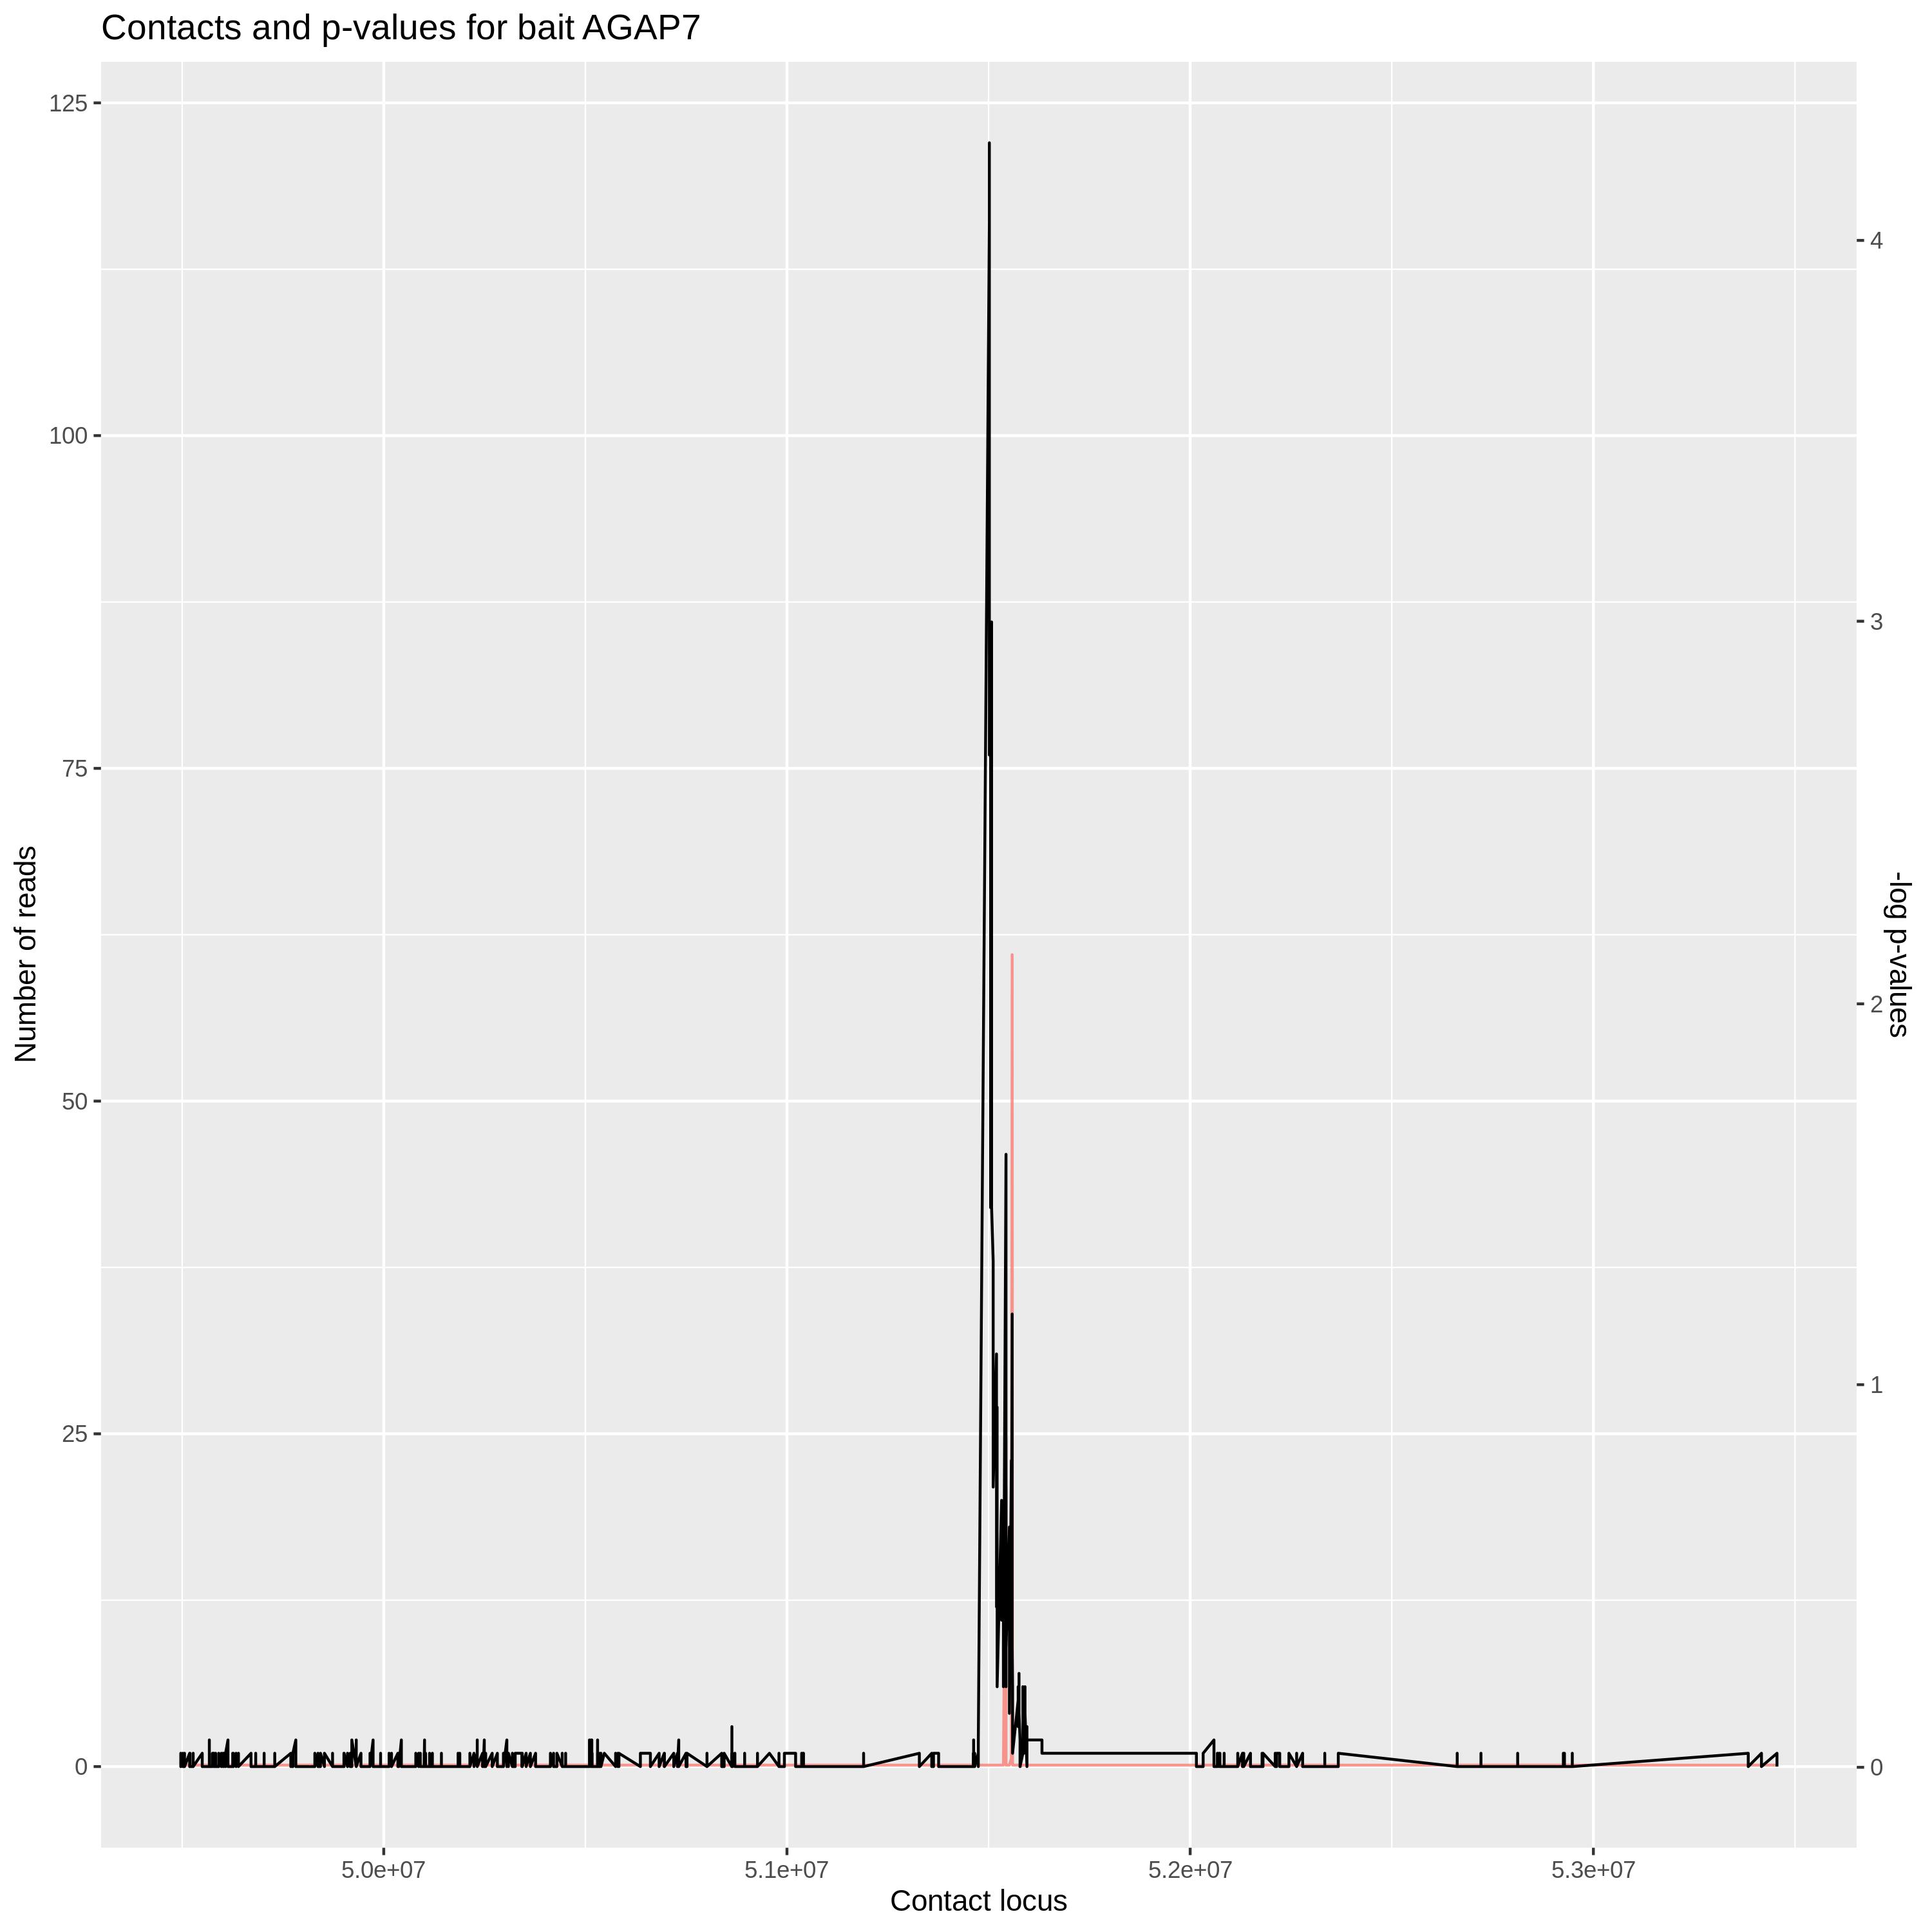 Contacts and p-values for bait AGAP7
125
100
75
50
25
0
Number of reads
4
3
2
1
0
-log p-values
5.0e+07
5.1e+07
5.2e+07
5.3e+07
Contact locus